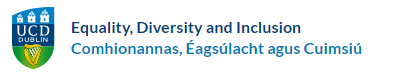 UCD
DUBLIN
Equality, Diversity and Inclusion
Comhionannas, Éagsúlacht agus Cuimsiú